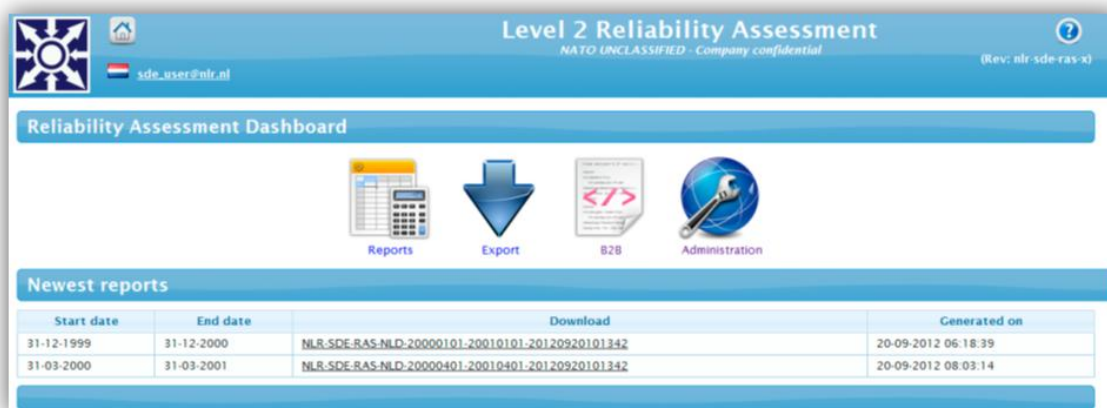 Level 2 Reliability Assessment
NATO UNCLASSIFIED - Company confidential
(Rev: nlr-sde-ras-x)
sde_user@nlr.nl
Reliability Assessment Dashboard
Reports Export B2B Administration
Newest reports
Start date End date Download Generated on
31-12-1999 31-12-2000 NLR-SDE-RAS-NLD-20000101-20010101-20120920101342 20-09-2012 06:18:39
31-03-2000 31-03-2001 NLR-SDE-RAS-NLD-20000401-20010401-20120920101342 20-09-2012 08:03:14